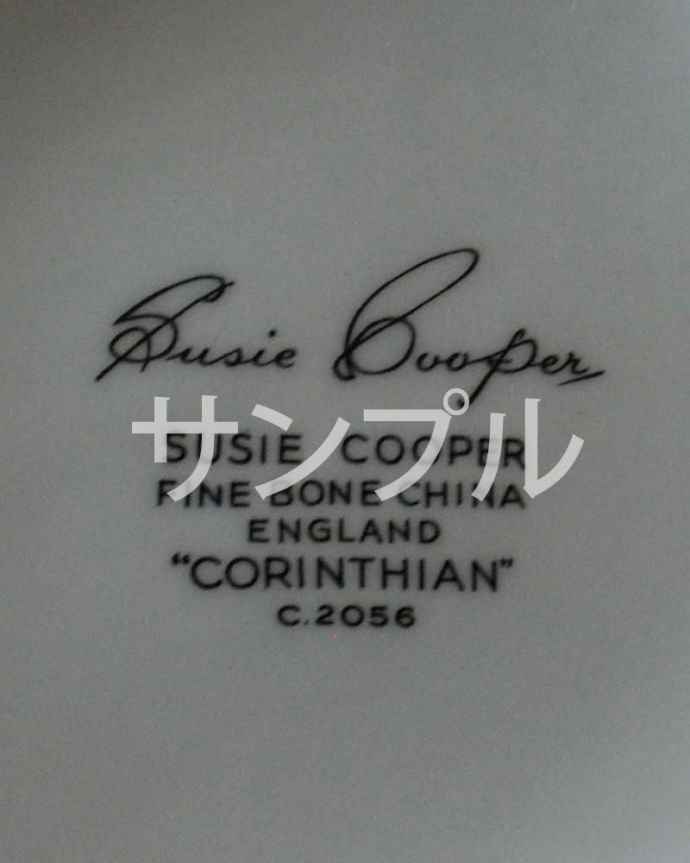 Susie Cooper
サンプル
SUSIE COOPER
FINE BONE CHINA
ENGLAND
"CORINTHIAN"
C.2056